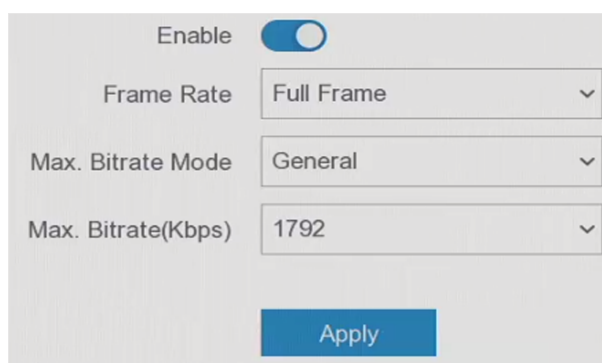 Enable
Frame Rate Full Frame
Max. Bitrate Mode General
Max. Bitrate(Kbps) 1792
Apply